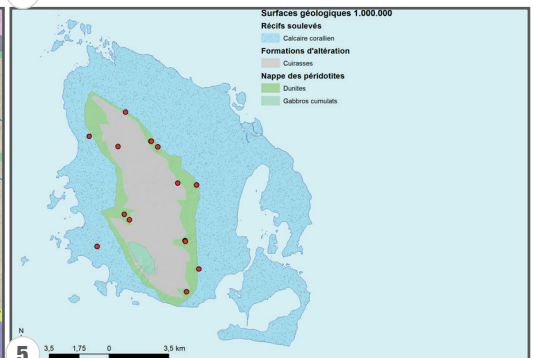 Surfaces géologiques 1.000.000
Récifs soulevés
Calcaire corallien
Formations d'altération
Cuirasses
Nappe des péridotites
Dunites
Gabbros cumulats
N
5
3,5 1,75 0 3,5 km